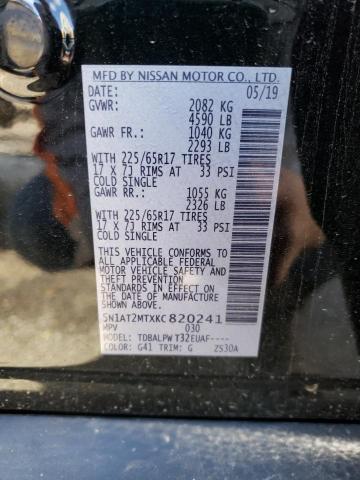 MFD BY NISSAN MOTOR CO., LTD.
DATE: 05/19
GVWR: 2082 KG
4590 LB
GAWR FR.: 1040 KG
2293 LB
WITH 225/65R17 TIRES
17 X 7J RIMS AT 33 PSI
COLD SINGLE
GAWR RR.: 1055 KG
2326 LB
WITH 225/65R17 TIRES
17 X 7J RIMS AT 33 PSI
COLD SINGLE
THIS VEHICLE CONFORMS TO
ALL APPLICABLE FEDERAL
MOTOR VEHICLE SAFETY AND
THEFT PREVENTION
STANDARDS IN EFFECT ON
THE DATE OF MANUFACTURE
SHOWN ABOVE.
5N1AT2MTXKC820241
MPV 030
MODEL: TDBALPW T32EUAF----
COLOR: G41 TRIM: G ZS30A